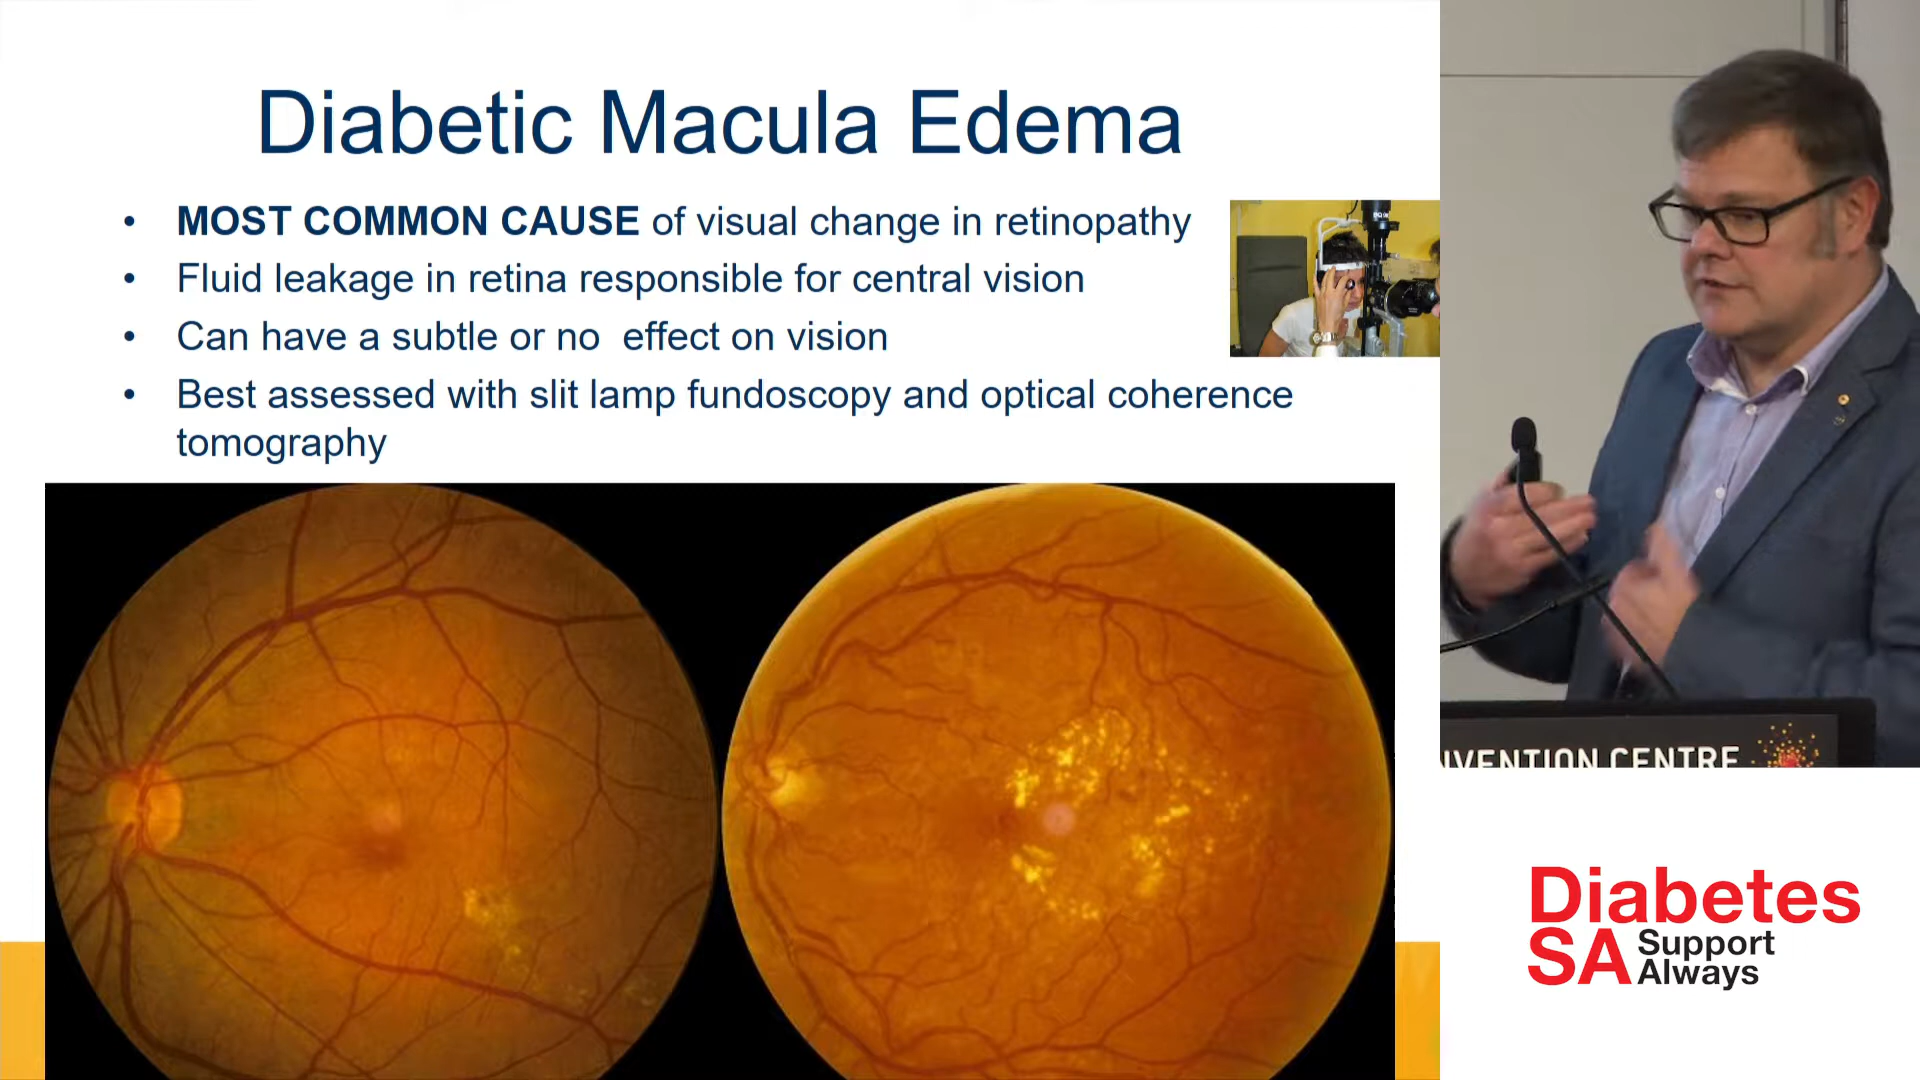 Diabetic Macula Edema
• MOST COMMON CAUSE of visual change in retinopathy
• Fluid leakage in retina responsible for central vision
• Can have a subtle or no  effect on vision
• Best assessed with slit lamp fundoscopy and optical coherence
tomography
NVENTION CENTRE
Diabetes
SA Support
Always